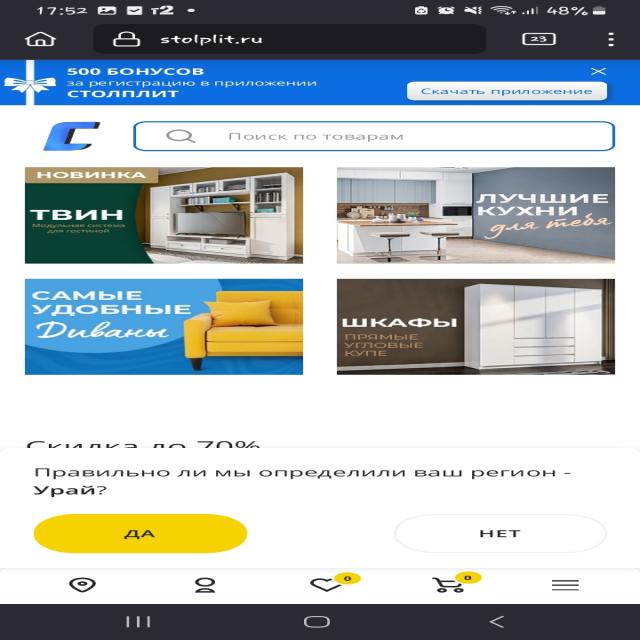 17:52 T2 48%
stolplit.ru 23
500 БОНУСОВ
за регистрацию в приложении
СТОЛПЛИТ
Скачать приложение
Поиск по товарам
НОВИНКА
ТВИН
Модульная система
для гостиной
ЛУЧШИЕ
КУХНИ
для тебя
САМЫЕ
УДОБНЫЕ
Диваны
ШКАФЫ
ПРЯМЫЕ
УГЛОВЫЕ
КУПЕ
Скидка до 70%
Правильно ли мы определили ваш регион -
Урай?
ДА НЕТ
0 0